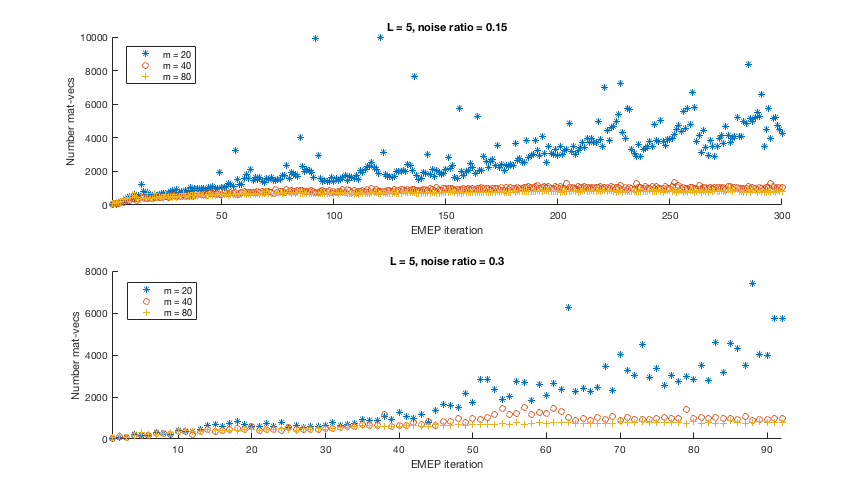 L = 5, noise ratio = 0.15
10000
8000
6000
4000
2000
0
Number mat-vecs
m = 20
m = 40
m = 80
50 100 150 200 250 300
EMEP iteration
L = 5, noise ratio = 0.3
8000
6000
4000
2000
0
Number mat-vecs
m = 20
m = 40
m = 80
10 20 30 40 50 60 70 80 90
EMEP iteration